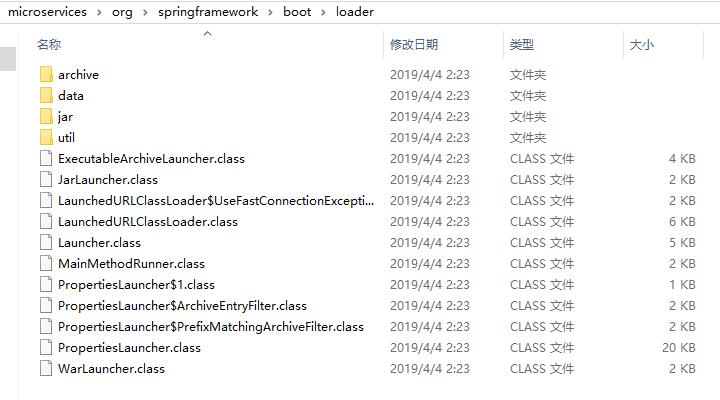 microservices > org > springframework > boot > loader
名称 修改日期 类型 大小
archive 2019/4/4 2:23 文件夹
data 2019/4/4 2:23 文件夹
jar 2019/4/4 2:23 文件夹
util 2019/4/4 2:23 文件夹
ExecutableArchiveLauncher.class 2019/4/4 2:23 CLASS 文件 4 KB
JarLauncher.class 2019/4/4 2:23 CLASS 文件 2 KB
LaunchedURLClassLoader$UseFastConnectionExcepti... 2019/4/4 2:23 CLASS 文件 2 KB
LaunchedURLClassLoader.class 2019/4/4 2:23 CLASS 文件 6 KB
Launcher.class 2019/4/4 2:23 CLASS 文件 5 KB
MainMethodRunner.class 2019/4/4 2:23 CLASS 文件 2 KB
PropertiesLauncher$1.class 2019/4/4 2:23 CLASS 文件 1 KB
PropertiesLauncher$ArchiveEntryFilter.class 2019/4/4 2:23 CLASS 文件 2 KB
PropertiesLauncher$PrefixMatchingArchiveFilter.class 2019/4/4 2:23 CLASS 文件 2 KB
PropertiesLauncher.class 2019/4/4 2:23 CLASS 文件 20 KB
WarLauncher.class 2019/4/4 2:23 CLASS 文件 2 KB